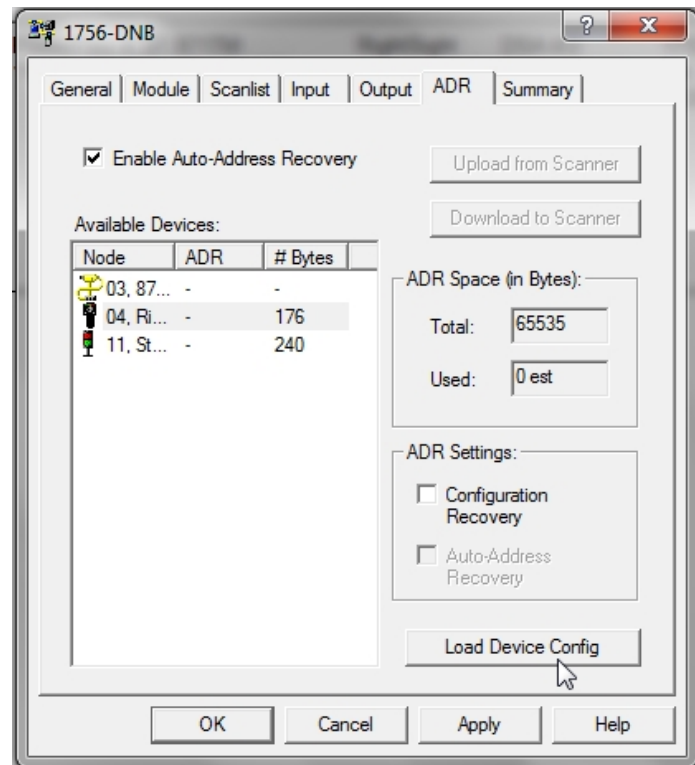 1756-DNB
General Module Scanlist Input Output ADR Summary
Enable Auto-Address Recovery
Upload from Scanner
Download to Scanner
Available Devices:
Node ADR # Bytes
03, 87... - -
04, Ri... - 176
11, St... - 240
ADR Space (in Bytes):
Total: 65535
Used: 0 est
ADR Settings:
Configuration
Recovery
Auto-Address
Recovery
Load Device Config
OK Cancel Apply Help